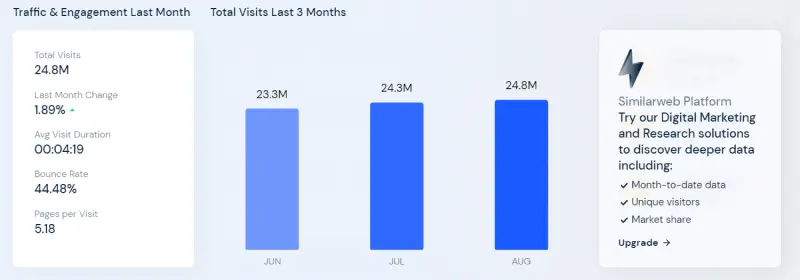 Traffic & Engagement Last Month
Total Visits Last 3 Months
Total Visits
24.8M
Last Month Change
1.89%
Avg Visit Duration
00:04:19
Bounce Rate
44.48%
Pages per Visit
5.18
23.3M
24.3M
24.8M
JUN
JUL
AUG
Similarweb Platform
Try our Digital Marketing
and Research solutions
to discover deeper data
including:
Month-to-date data
Unique visitors
Market share
Upgrade →